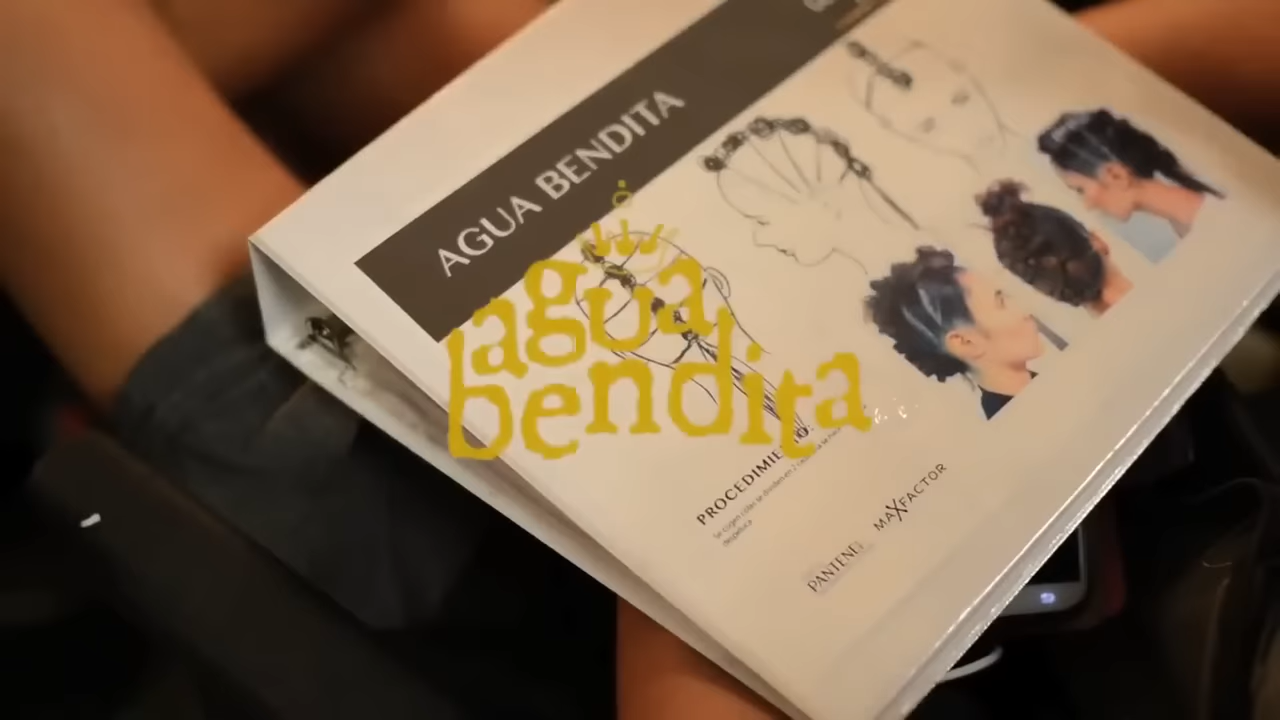 AGUA BENDITA
agua
bendita
PROCEDIMIENTO:
PANTENE
MAXFACTOR